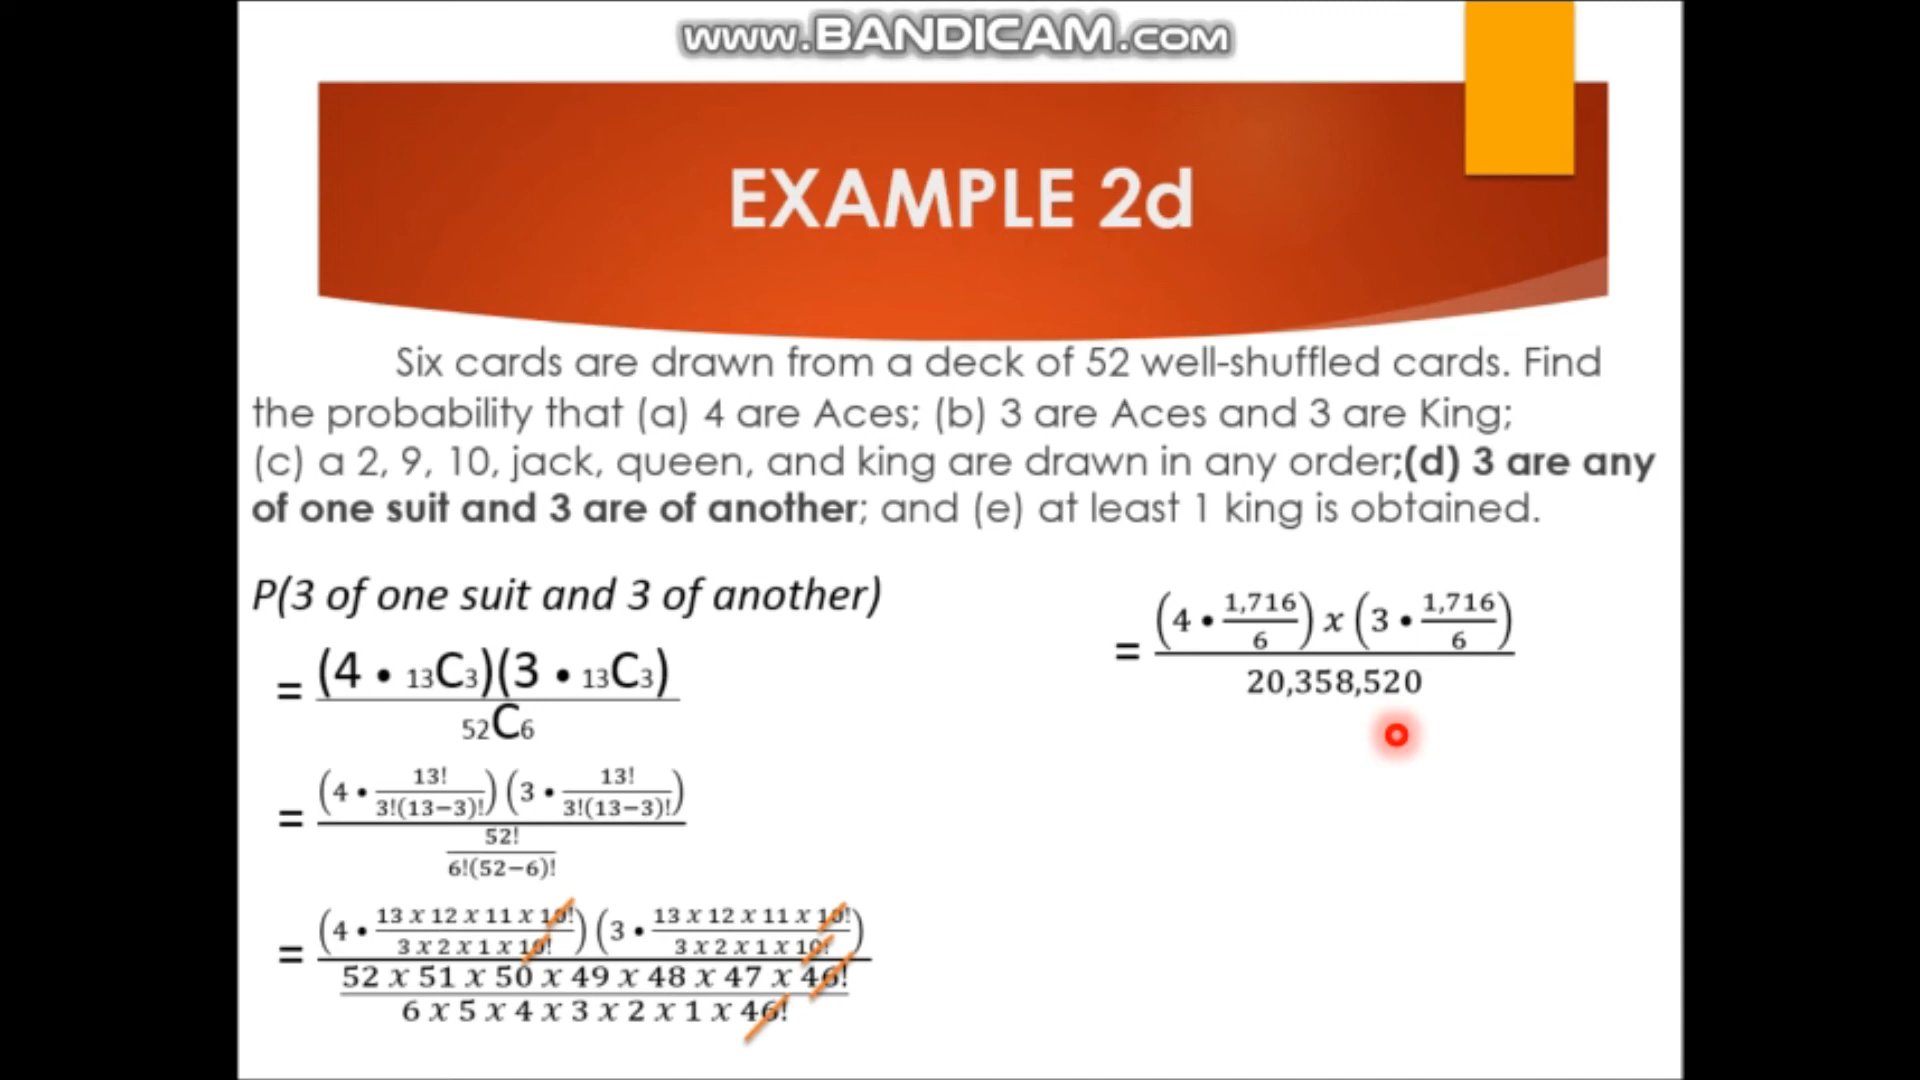 www.BANDICAM.com
EXAMPLE 2d
Six cards are drawn from a deck of 52 well-shuffled cards. Find
the probability that (a) 4 are Aces; (b) 3 are Aces and 3 are King;
(c) a 2, 9, 10, jack, queen, and king are drawn in any order;(d) 3 are any
of one suit and 3 are of another; and (e) at least 1 king is obtained.
P(3 of one suit and 3 of another)
= (4 • ₁₃C₃)(3 • ₁₃C₃)
₅₂C₆
= (4 • 13!/3!(13−3)!) (3 • 13!/3!(13−3)!)
52!/6!(52−6)!
= (4 • 13 x 12 x 11 x 10!/3 x 2 x 1 x 10!) (3 • 13 x 12 x 11 x 10!/3 x 2 x 1 x 10!)
52 x 51 x 50 x 49 x 48 x 47 x 46!
6 x 5 x 4 x 3 x 2 x 1 x 46!
= (4 • 1,716/6) x (3 • 1,716/6)
20,358,520